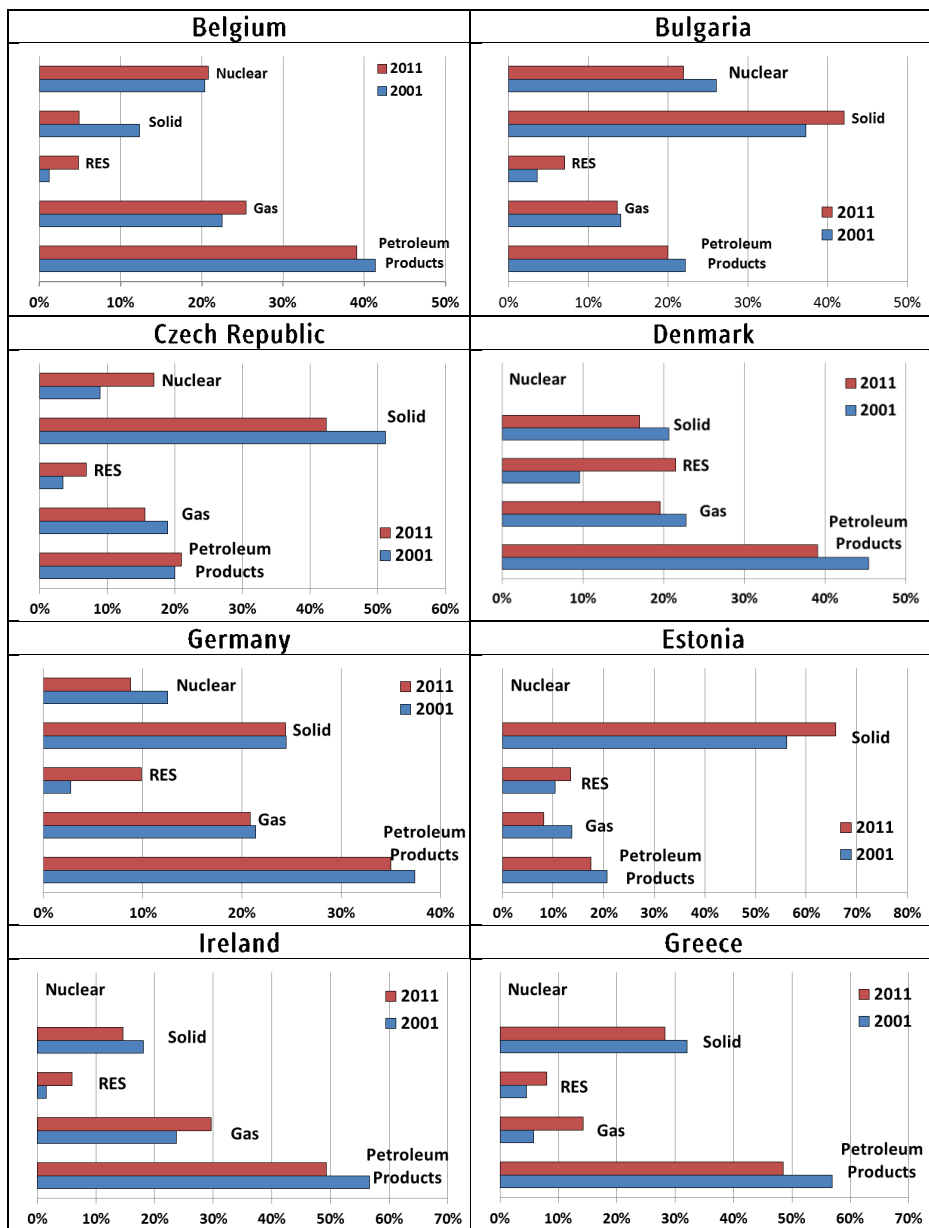 Belgium
Nuclear
2011
2001
Solid
RES
Gas
Petroleum
Products
0% 10% 20% 30% 40% 50%
Bulgaria
Nuclear
Solid
RES
Gas
2011
2001
Petroleum
Products
0% 10% 20% 30% 40% 50%
Czech Republic
Nuclear
Solid
RES
Gas
2011
2001
Petroleum
Products
0% 10% 20% 30% 40% 50% 60%
Denmark
Nuclear
2011
2001
Solid
RES
Gas
Petroleum
Products
0% 10% 20% 30% 40% 50%
Germany
Nuclear
2011
2001
Solid
RES
Gas
Petroleum
Products
0% 10% 20% 30% 40%
Estonia
Nuclear
Solid
RES
Gas
2011
2001
Petroleum
Products
0% 10% 20% 30% 40% 50% 60% 70% 80%
Ireland
Nuclear
2011
2001
Solid
RES
Gas
Petroleum
Products
0% 10% 20% 30% 40% 50% 60% 70%
Greece
Nuclear
2011
2001
Solid
RES
Gas
Petroleum
Products
0% 10% 20% 30% 40% 50% 60% 70%